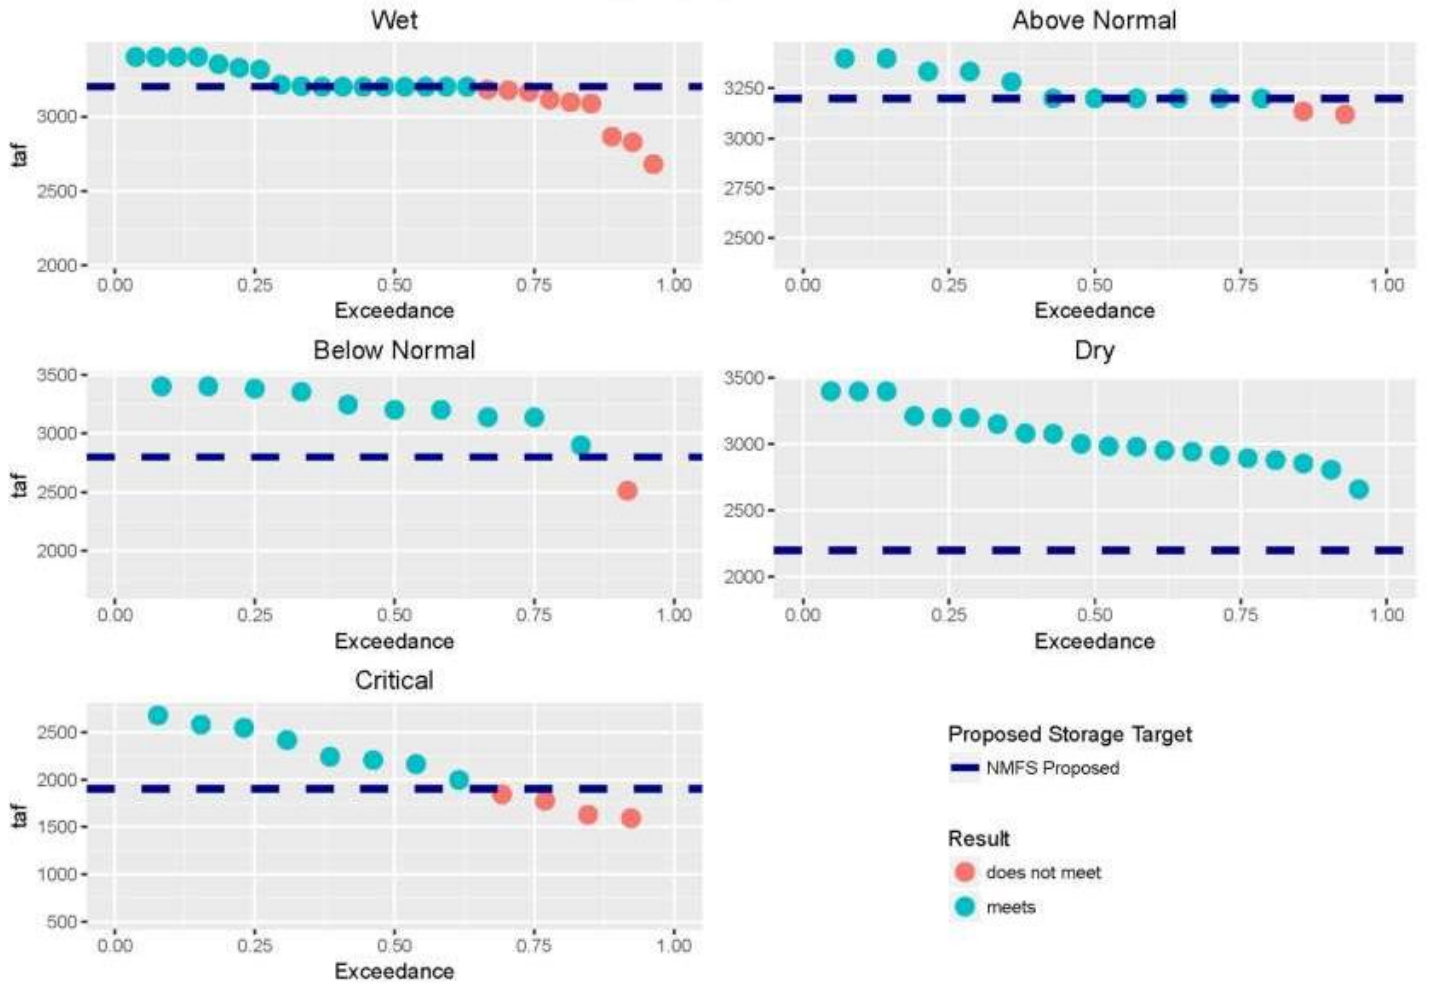 Wet
taf
3000
2500
2000
0.00 0.25 0.50 0.75 1.00
Exceedance
Above Normal
3250
3000
2750
2500
0.00 0.25 0.50 0.75 1.00
Exceedance
Below Normal
taf
3500
3000
2500
2000
0.00 0.25 0.50 0.75 1.00
Exceedance
Dry
3500
3000
2500
2000
0.00 0.25 0.50 0.75 1.00
Exceedance
Critical
taf
2500
2000
1500
1000
500
0.00 0.25 0.50 0.75 1.00
Exceedance
Proposed Storage Target
NMFS Proposed
Result
does not meet
meets